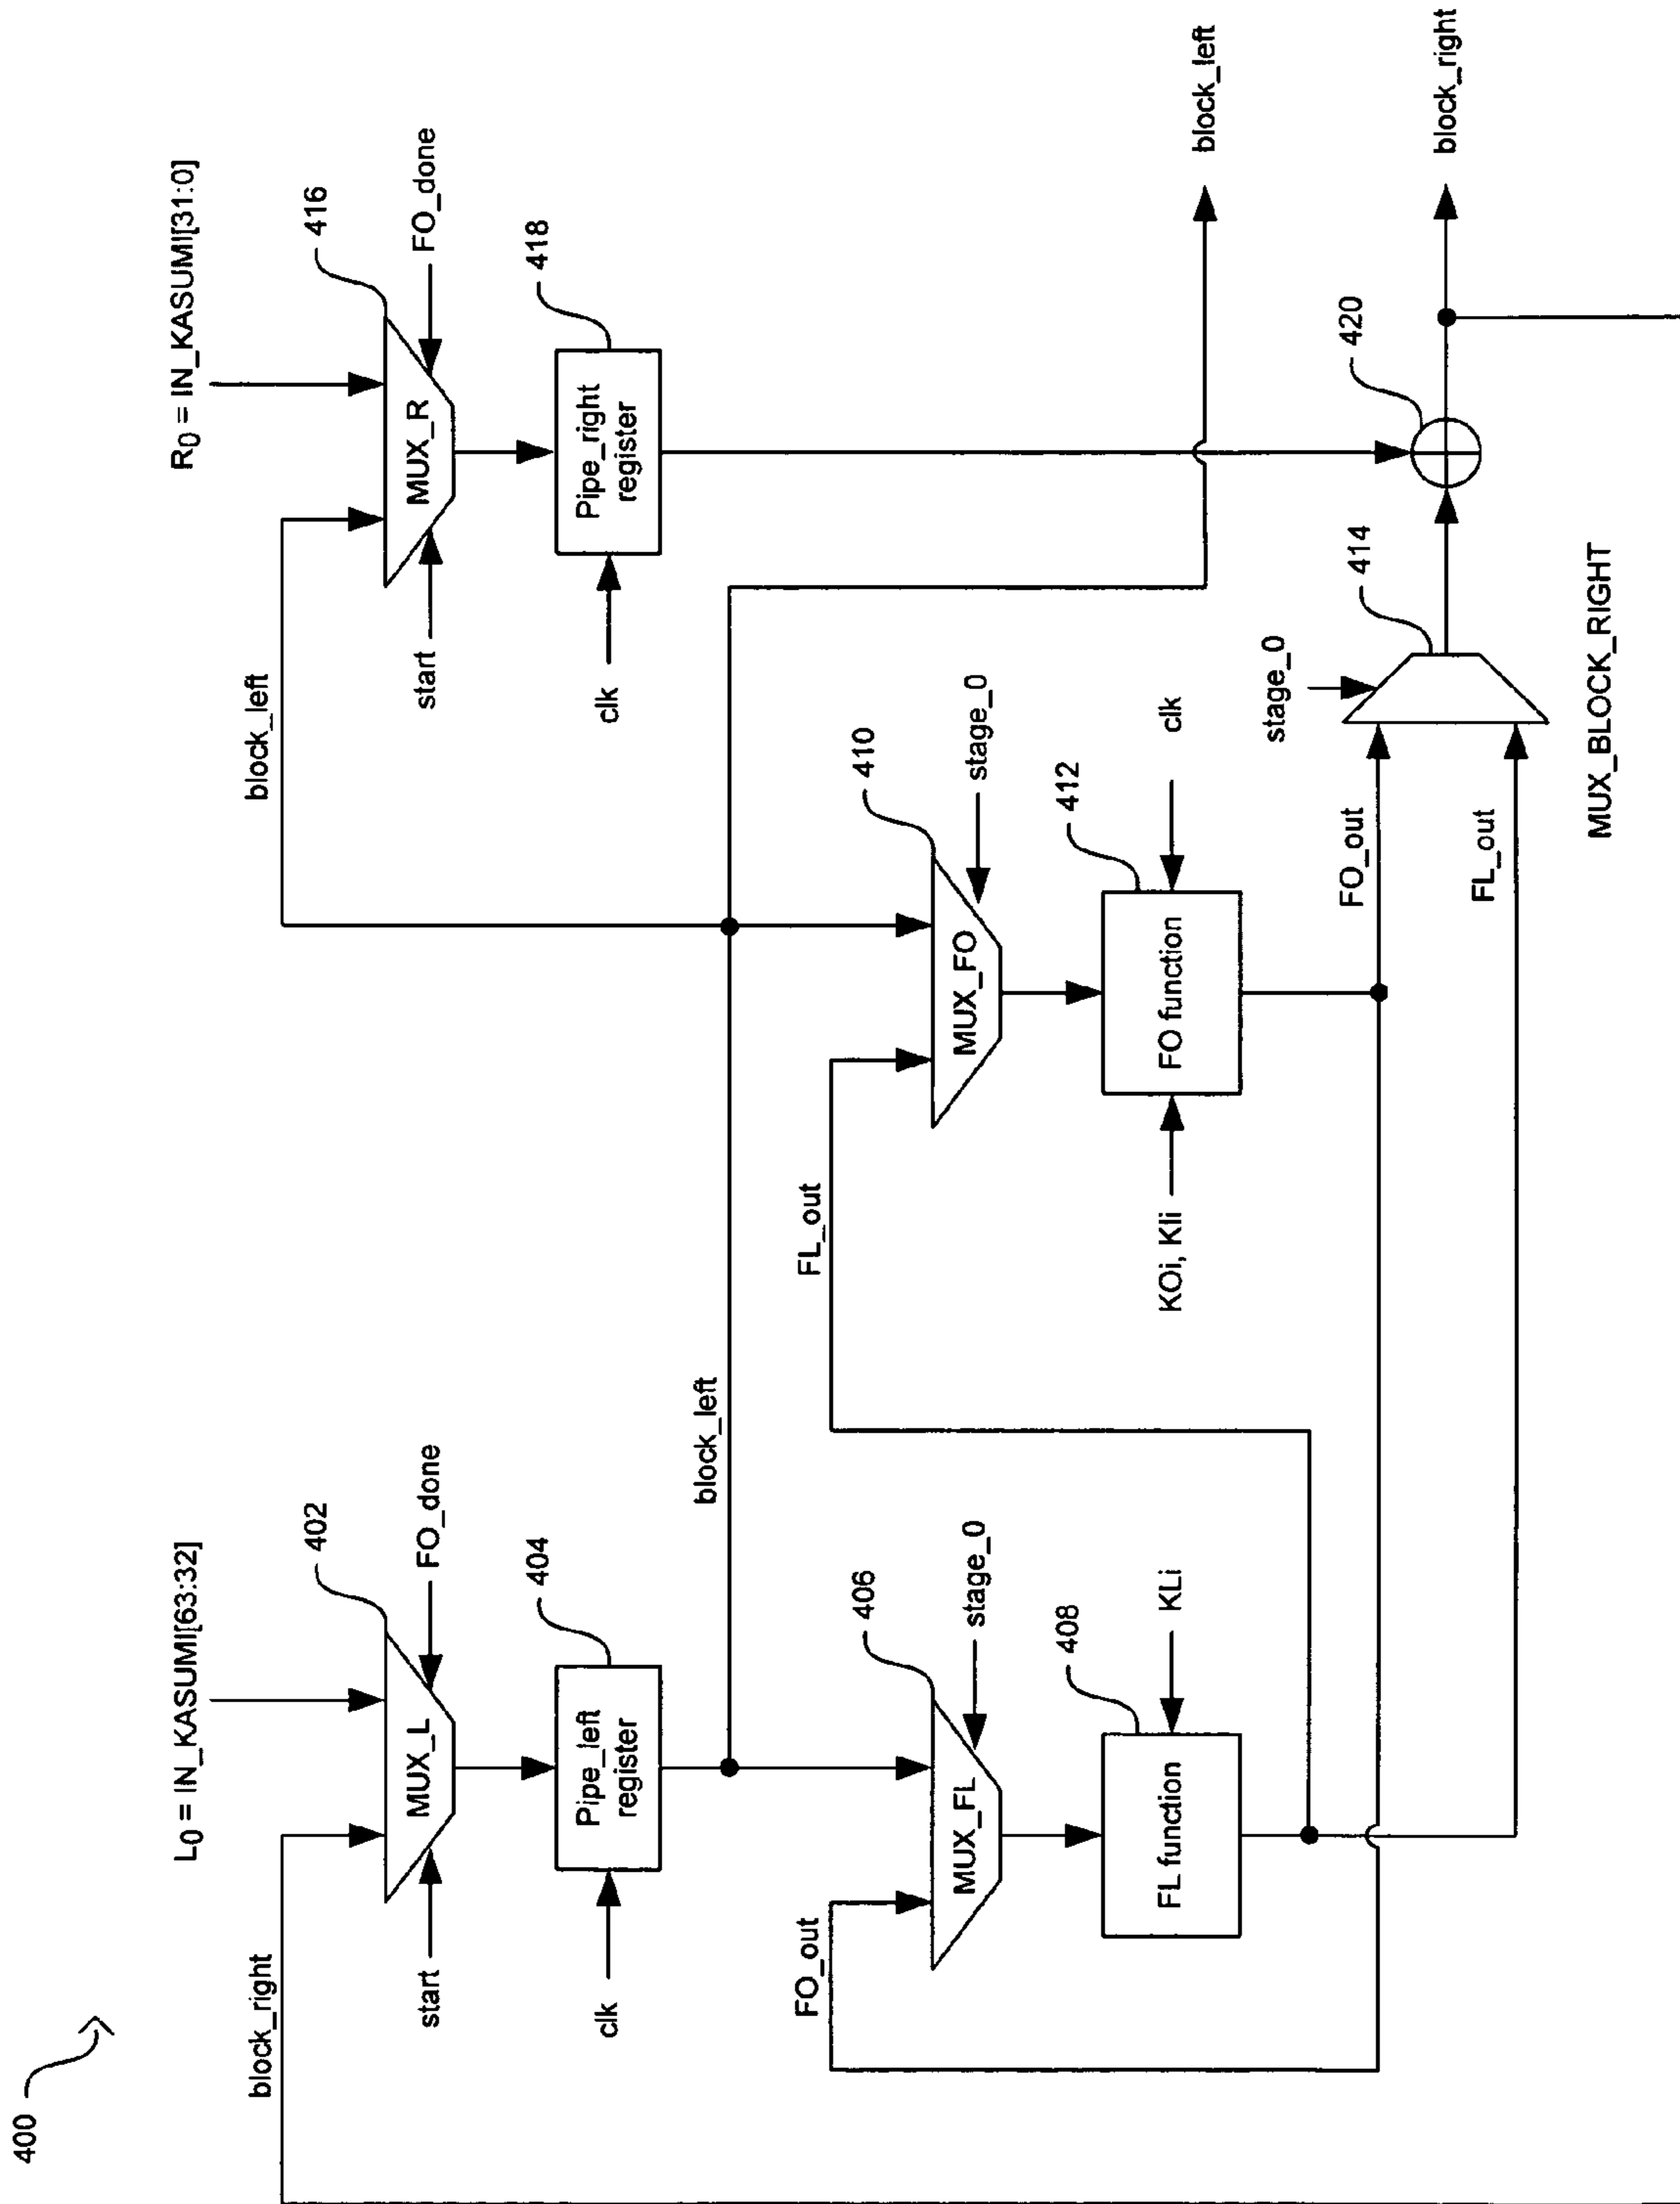 400
L0 = IN_KASUMI[63:32]
R0 = IN_KASUMI[31:0]
block_right
402
block_left
416
MUX_L
FO_done
start
MUX_R
FO_done
start
404
Pipe_left
register
clk
418
Pipe_right
register
clk
block_left
FO_out
406
MUX_FL
stage_0
FL_out
410
MUX_FO
stage_0
408
FL function
KLi
412
FO function
KOi, KIi
clk
block_left
stage_0
414
420
FO_out
FL_out
block_right
MUX_BLOCK_RIGHT